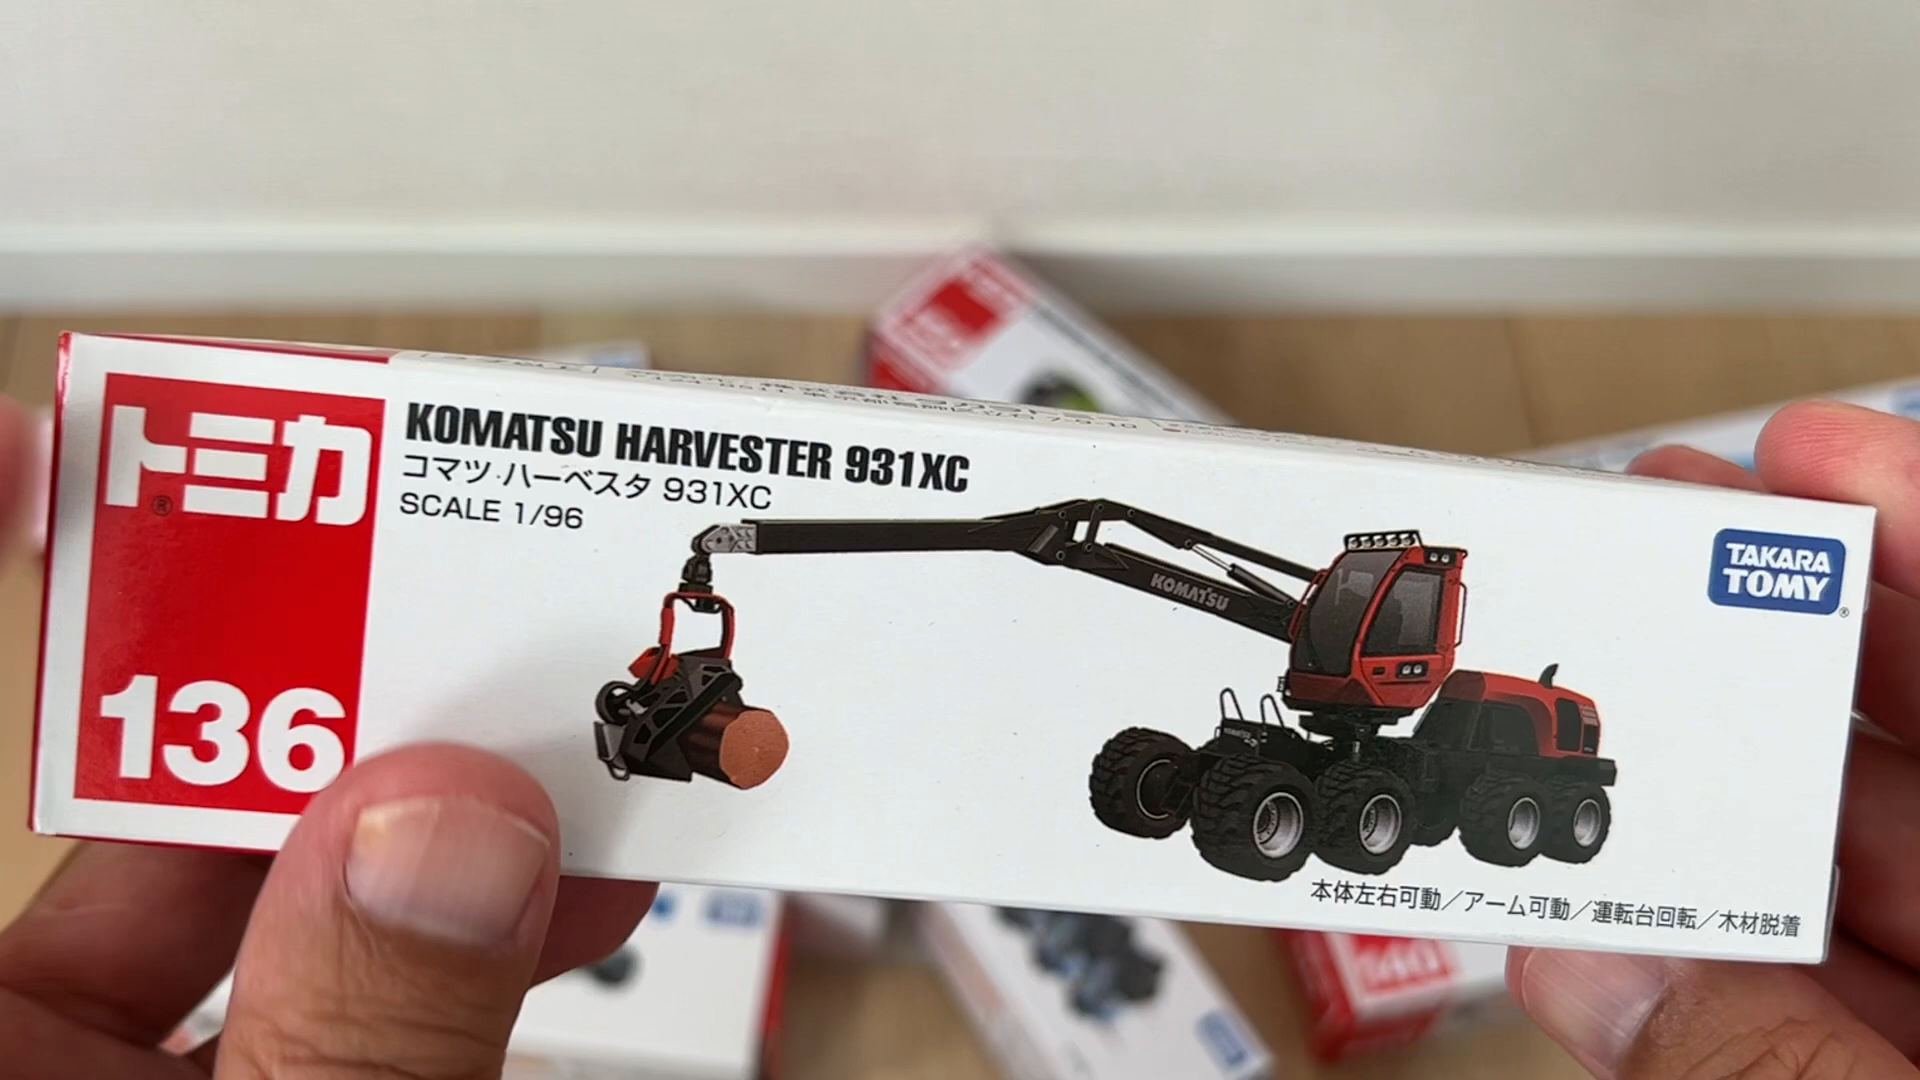 トミカ
®
136
KOMATSU HARVESTER 931XC
コマツ ハーベスタ 931XC
SCALE 1/96
KOMATSU
TAKARA
TOMY
®
本体左右可動／アーム可動／運転台回転／木材脱着
140